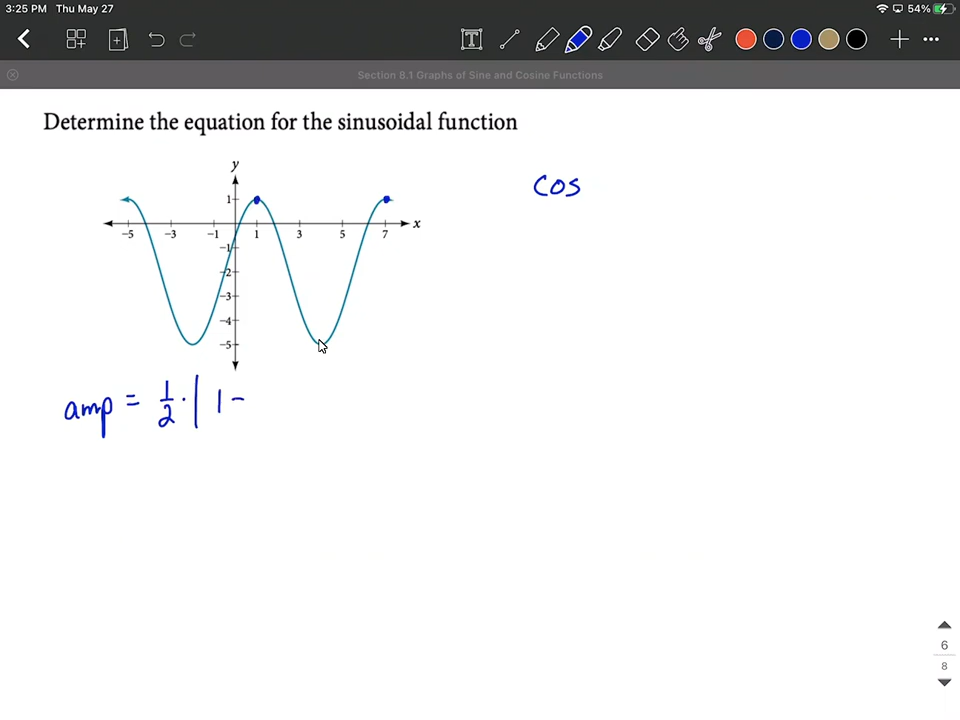 3:25 PM Thu May 27 54%
Section 8.1 Graphs of Sine and Cosine Functions
Determine the equation for the sinusoidal function
cos
y
1
-5 -3 -1 1 3 5 7 x
-1
-2
-3
-4
-5
amp = 1/2 · | 1 -
6
8